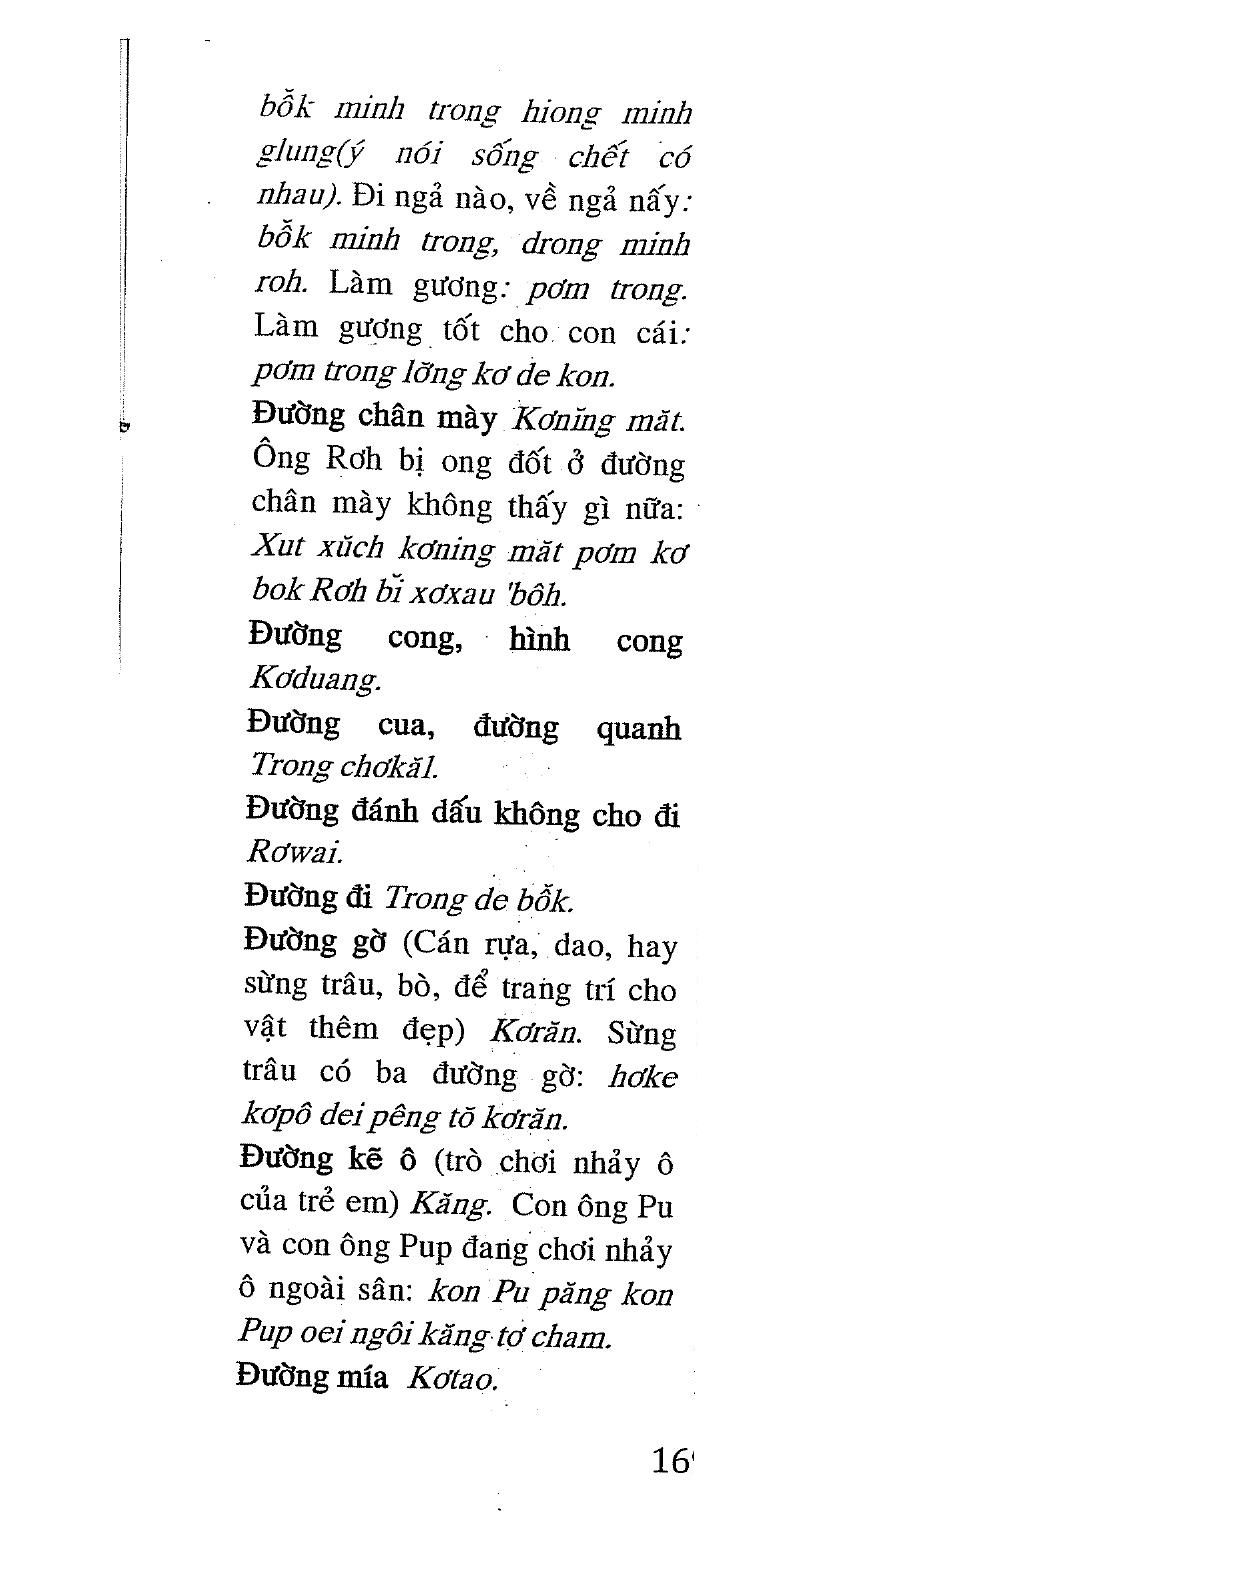 bô̆k minh trong hiong minh
glung(ý nói sống chết có
nhau). Đi ngả nào, về ngả nấy:
bô̆k minh trong, drong minh
roh. Làm gương: pơm trong.
Làm gương tốt cho con cái:
pơm trong lơ̆ng kơ de kon.
Đường chân mày Kơnĭng măt.
Ông Rơh bị ong đốt ở đường
chân mày không thấy gì nữa:
Xut xŭch kơning măt pơm kơ
bok Rơh bĭ xơxau 'bôh.
Đường cong, hình cong
Kơduang.
Đường cua, đường quanh
Trong chơkăl.
Đường đánh dấu không cho đi
Rơwai.
Đường đi Trong de bô̆k.
Đường gờ (Cán rựa, dao, hay
sừng trâu, bò, để trang trí cho
vật thêm đẹp) Kơrăn. Sừng
trâu có ba đường gờ: hơke
kơpô dei pêng tŏ kơrăn.
Đường kẽ ô (trò chơi nhảy ô
của trẻ em) Kăng. Con ông Pu
và con ông Pup đang chơi nhảy
ô ngoài sân: kon Pu păng kon
Pup oei ngôi kăng tơ cham.
Đường mía Kơtao.